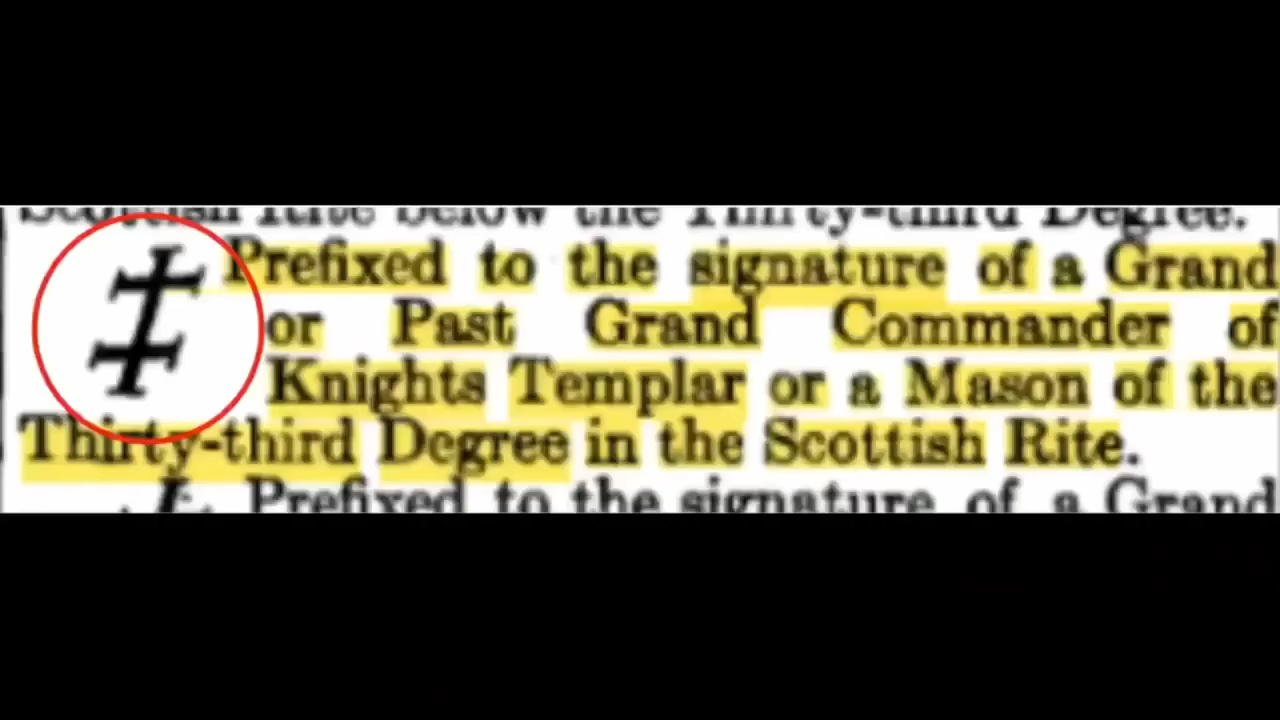 Scottish Rite below the Thirty-third Degree.
‡ Prefixed to the signature of a Grand
or Past Grand Commander of
Knights Templar or a Mason of the
Thirty-third Degree in the Scottish Rite.
Prefixed to the signature of a Grand